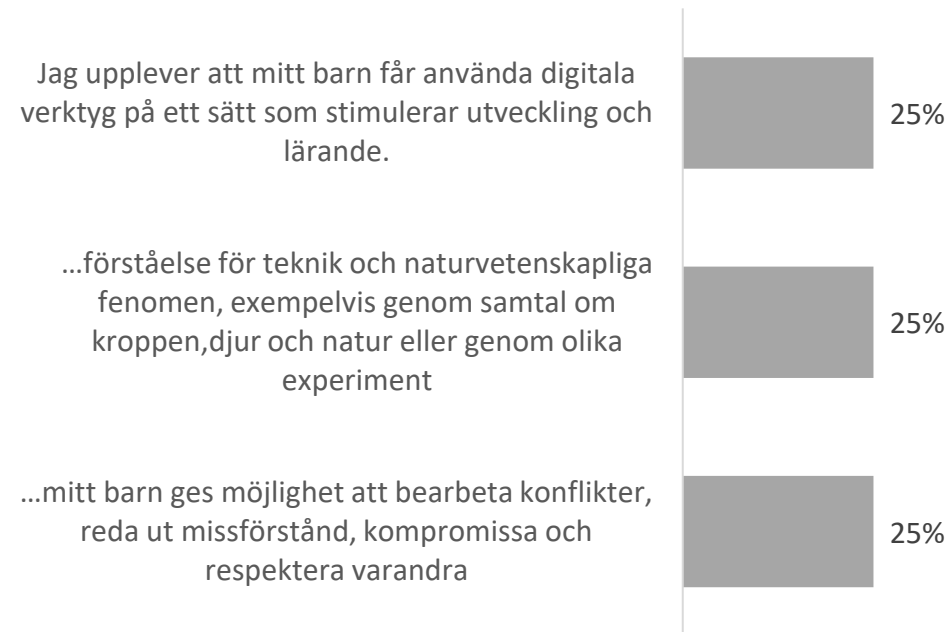 Jag upplever att mitt barn får använda digitala
verktyg på ett sätt som stimulerar utveckling och
lärande.
25%
…förståelse för teknik och naturvetenskapliga
fenomen, exempelvis genom samtal om
kroppen,djur och natur eller genom olika
experiment
25%
…mitt barn ges möjlighet att bearbeta konflikter,
reda ut missförstånd, kompromissa och
respektera varandra
25%